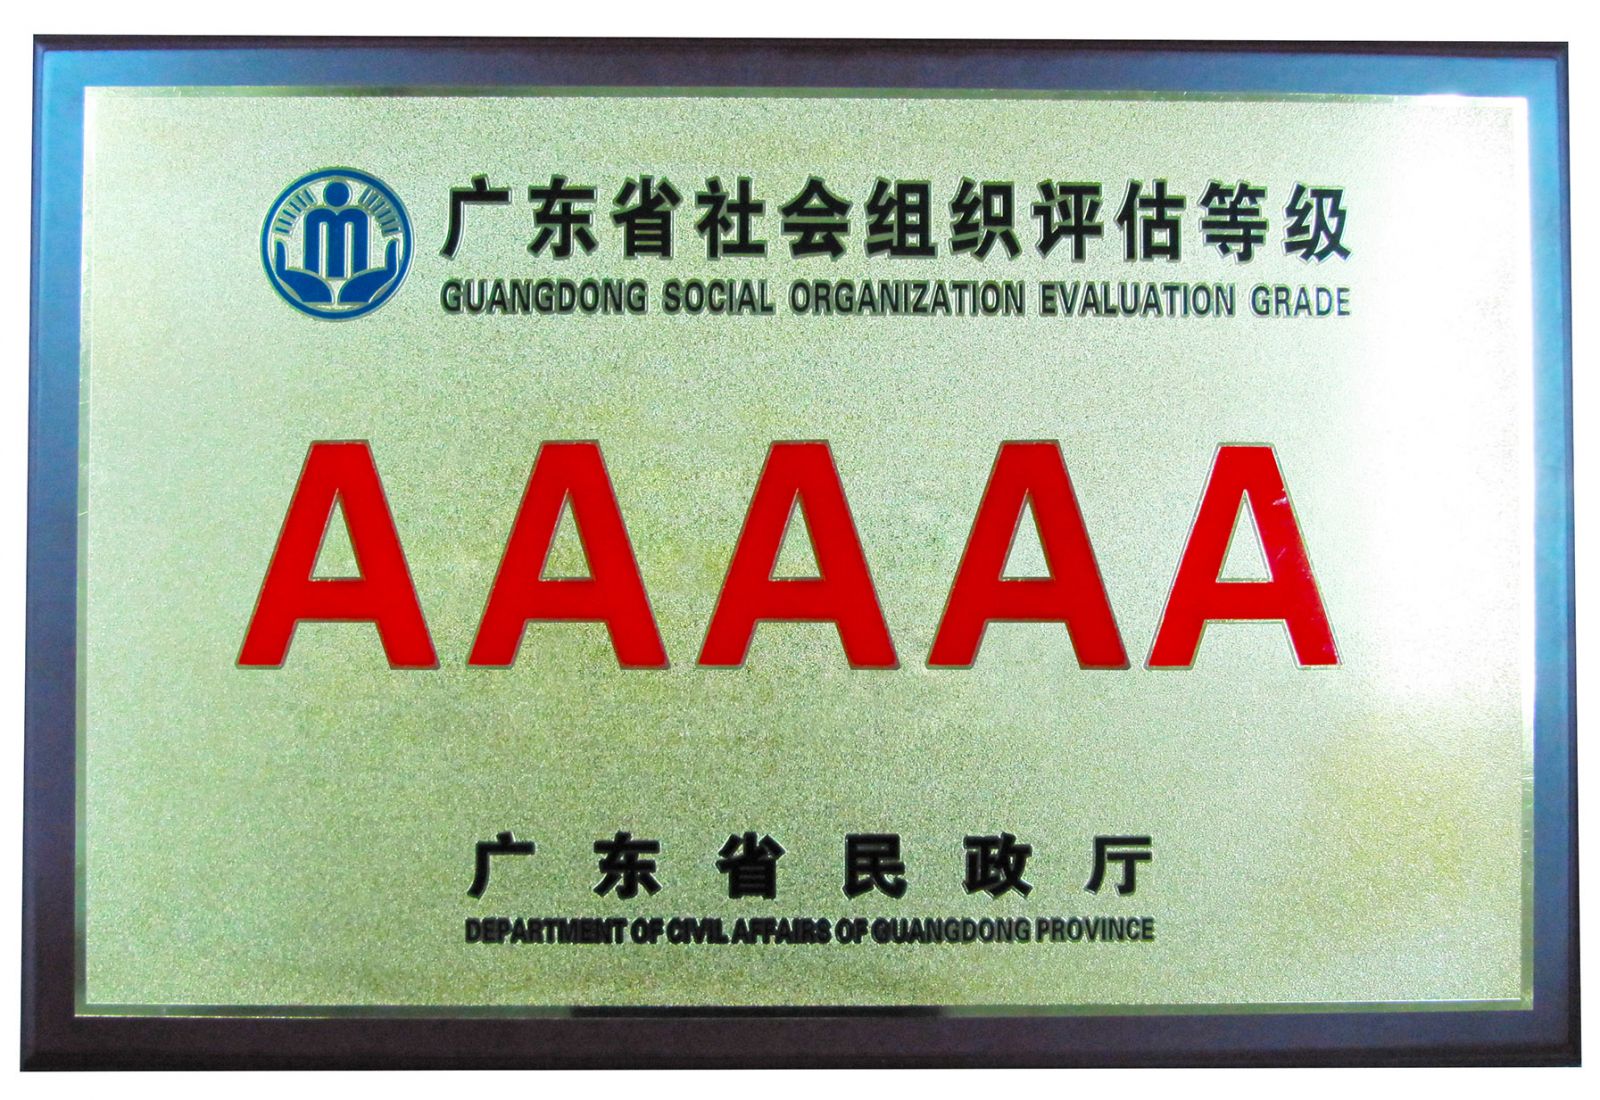 广东省社会组织评估等级
GUANGDONG SOCIAL ORGANIZATION EVALUATION GRADE
AAAAA
广东省民政厅
DEPARTMENT OF CIVIL AFFAIRS OF GUANGDONG PROVINCE